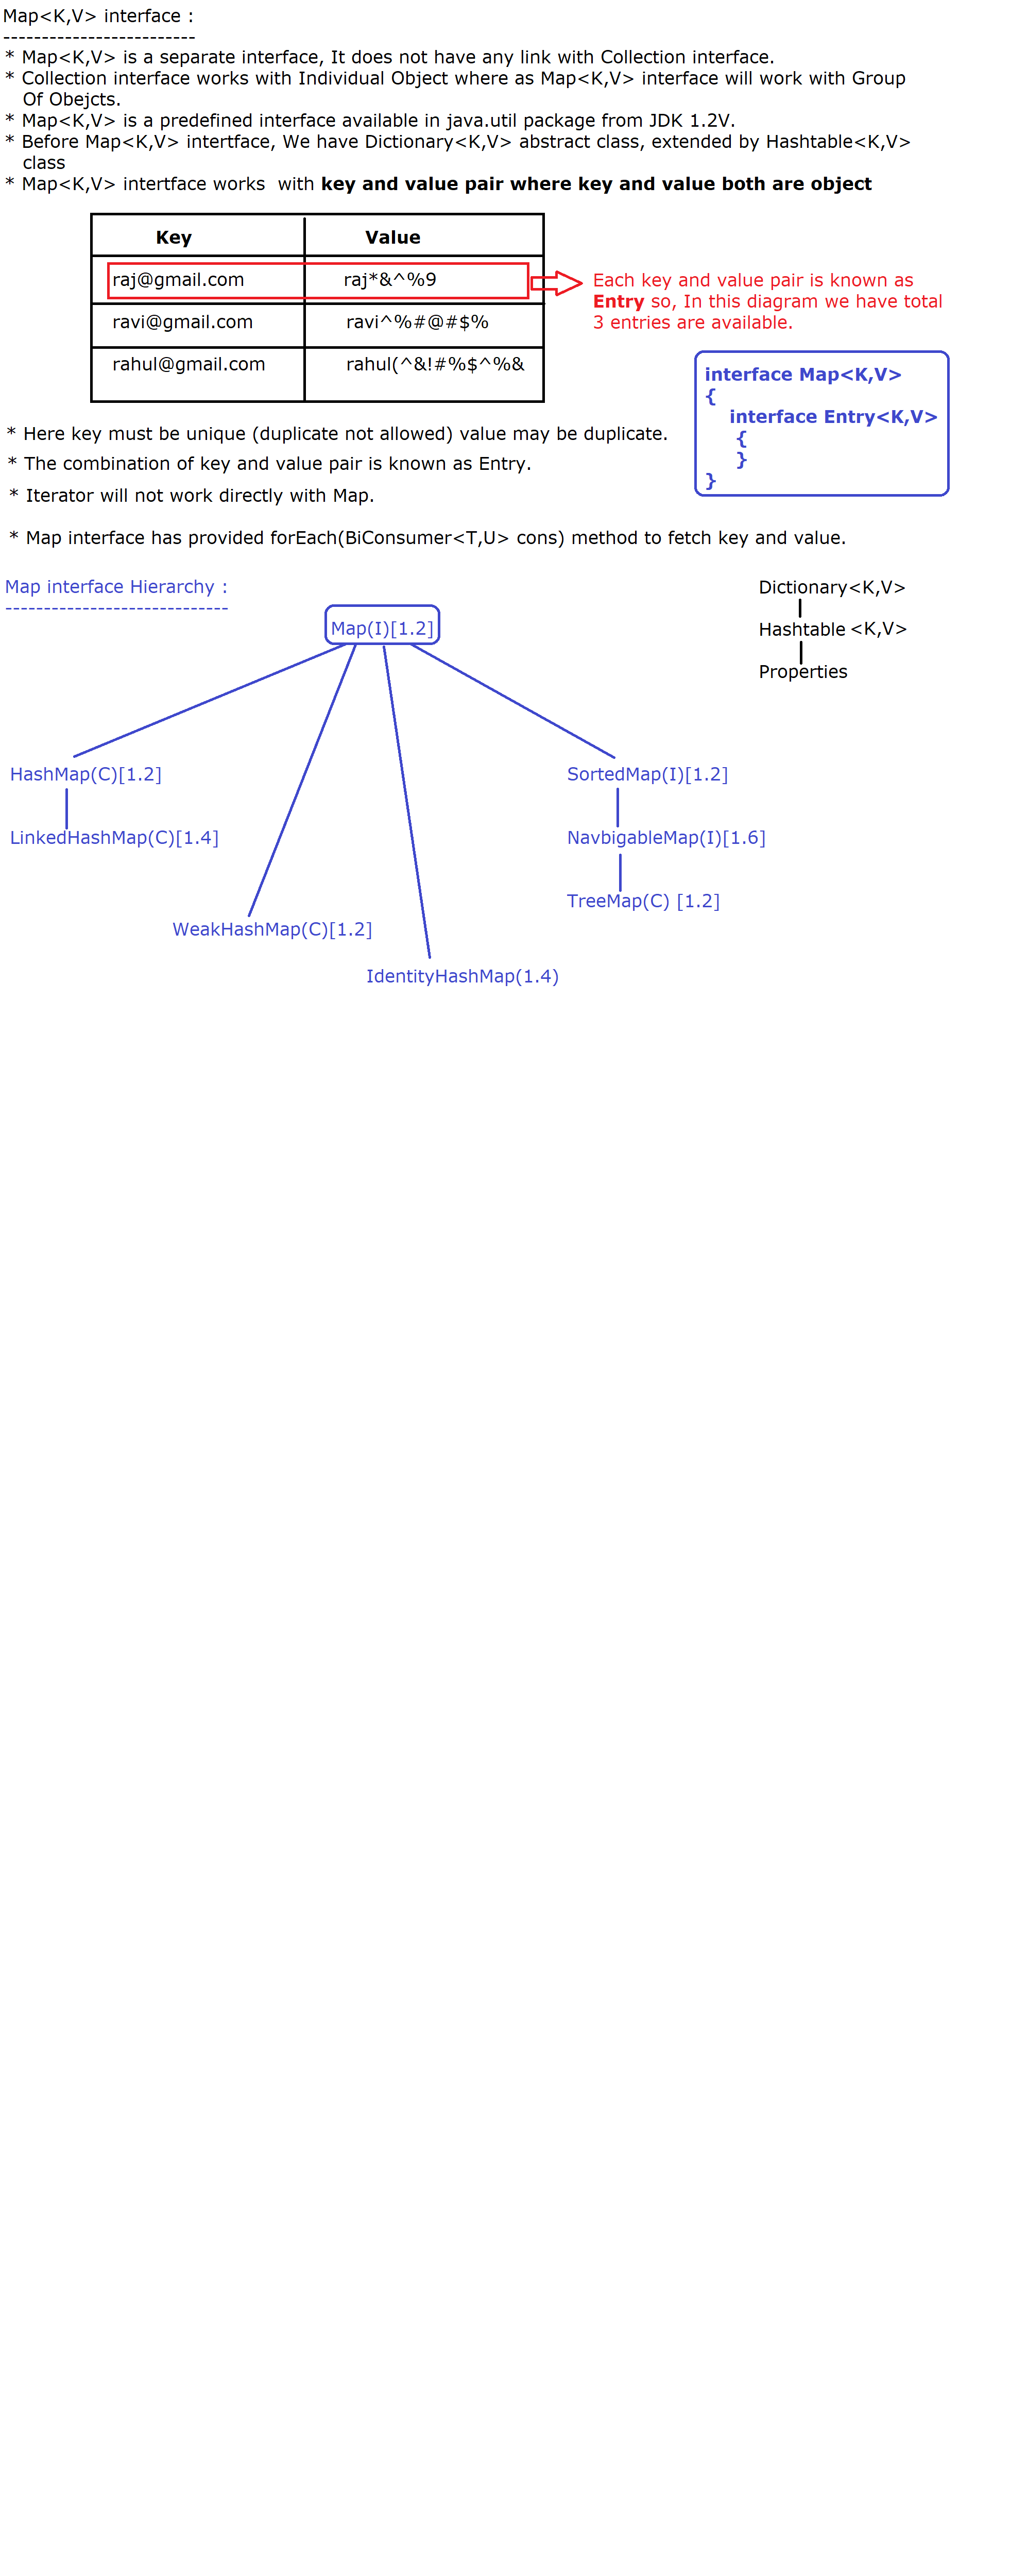 Map<K,V> interface :
-------------------------
* Map<K,V> is a separate interface, It does not have any link with Collection interface.
* Collection interface works with Individual Object where as Map<K,V> interface will work with Group
Of Obejcts.
* Map<K,V> is a predefined interface available in java.util package from JDK 1.2V.
* Before Map<K,V> intertface, We have Dictionary<K,V> abstract class, extended by Hashtable<K,V>
class
* Map<K,V> intertface works  with key and value pair where key and value both are object
Key Value
raj@gmail.com raj*&^%9
ravi@gmail.com ravi^%#@#$%
rahul@gmail.com rahul(^&!#%$^%&
Each key and value pair is known as
Entry so, In this diagram we have total
3 entries are available.
interface Map<K,V>
{
interface Entry<K,V>
{
}
}
* Here key must be unique (duplicate not allowed) value may be duplicate.
* The combination of key and value pair is known as Entry.
* Iterator will not work directly with Map.
* Map interface has provided forEach(BiConsumer<T,U> cons) method to fetch key and value.
Map interface Hierarchy :
-----------------------------
Map(I)[1.2]
HashMap(C)[1.2]
LinkedHashMap(C)[1.4]
WeakHashMap(C)[1.2]
IdentityHashMap(1.4)
SortedMap(I)[1.2]
NavbigableMap(I)[1.6]
TreeMap(C) [1.2]
Dictionary<K,V>
Hashtable <K,V>
Properties